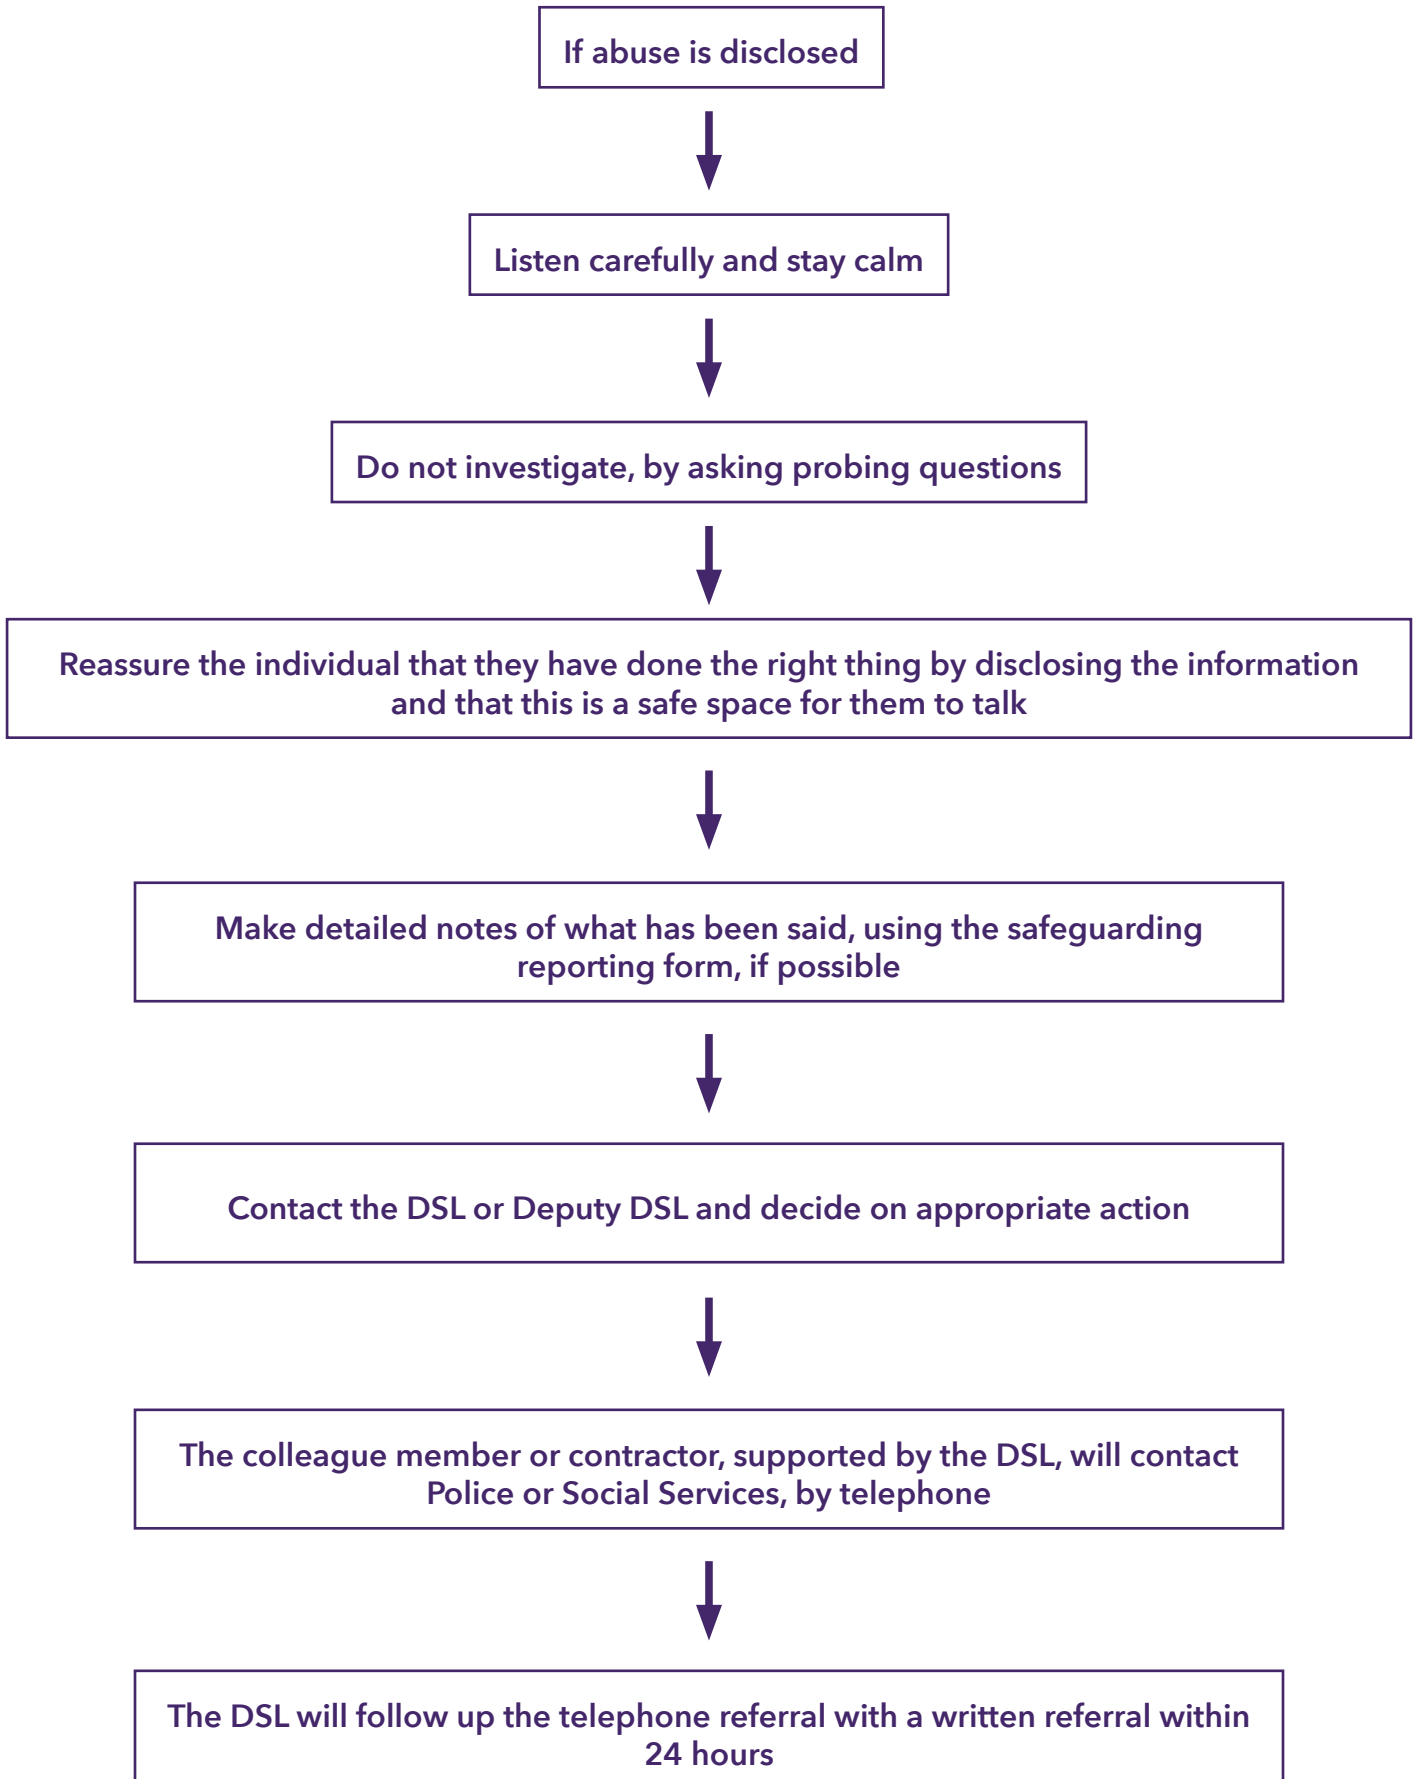 If abuse is disclosed
Listen carefully and stay calm
Do not investigate, by asking probing questions
Reassure the individual that they have done the right thing by disclosing the information
and that this is a safe space for them to talk
Make detailed notes of what has been said, using the safeguarding
reporting form, if possible
Contact the DSL or Deputy DSL and decide on appropriate action
The colleague member or contractor, supported by the DSL, will contact
Police or Social Services, by telephone
The DSL will follow up the telephone referral with a written referral within
24 hours